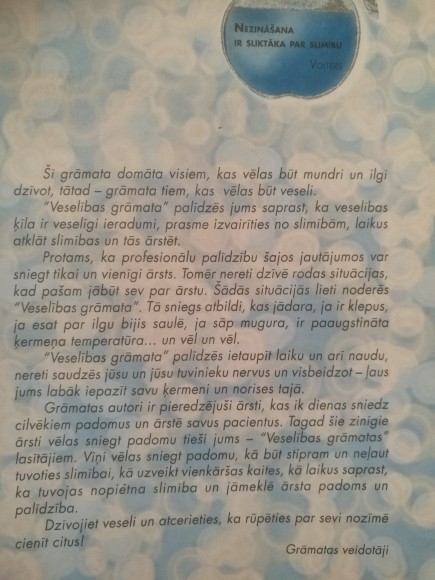 NEZINĀŠANA
IR SLIKTĀKA PAR SLIMĪBU
Šī grāmata domāta visiem, kas vēlas būt mundri un ilgi
dzīvot, tātad – grāmata tiem, kas vēlas būt veseli.
"Veselības grāmata" palīdzēs jums saprast, ka veselības
ķīla ir veselīgi ieradumi, prasme izvairīties no slimībām, laikus
atklāt slimības un tās ārstēt.
Protams, ka profesionālu palīdzību šajos jautājumos var
sniegt tikai un vienīgi ārsts. Tomēr nereti dzīvē rodas situācijas,
kad pašam jābūt sev par ārstu. Šādās situācijās lieti noderēs
"Veselības grāmata". Tā sniegs atbildi, kas jādara, ja ir klepus,
ja esat par ilgu bijis saulē, ja sāp mugura, ir paaugstināta
ķermeņa temperatūra... un vēl un vēl.
"Veselības grāmata" palīdzēs ietaupīt laiku un arī naudu,
nereti saudzēs jūsu un jūsu tuvinieku nervus un visbeidzot – ļaus
jums labāk iepazīt savu ķermeni un norises tajā.
Grāmatas autori ir pieredzējuši ārsti, kas ik dienas sniedz
cilvēkiem padomus un ārstē savus pacientus. Tagad šie zinīgie
ārsti vēlas sniegt padomu tieši jums – "Veselības grāmatas"
lasītājiem. Viņi vēlas sniegt padomu, kā būt stipram un neļaut
tuvoties slimībai, kā uzveikt vienkāršas kaites, kā laikus saprast,
ka tuvojas nopietna slimība un jāmeklē ārsta padoms un
palīdzība.
Dzīvojiet veseli un atcerieties, ka rūpēties par sevi nozīmē
cienīt citus!
Grāmatas veidotāji